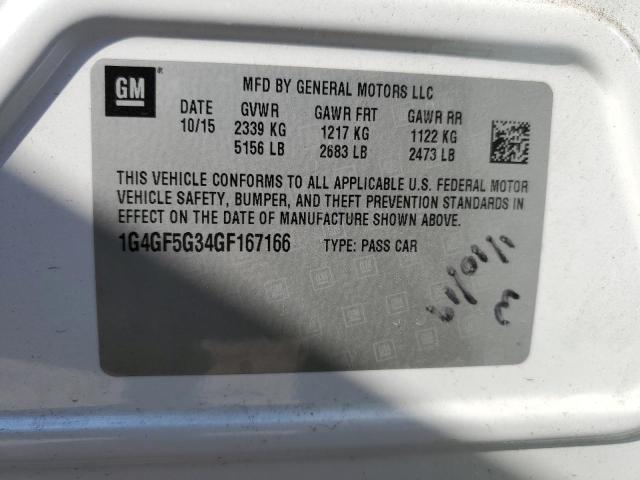 GM
MFD BY GENERAL MOTORS LLC
DATE GVWR GAWR FRT GAWR RR
10/15 2339 KG 1217 KG 1122 KG
5156 LB 2683 LB 2473 LB
THIS VEHICLE CONFORMS TO ALL APPLICABLE U.S. FEDERAL MOTOR
VEHICLE SAFETY, BUMPER, AND THEFT PREVENTION STANDARDS IN
EFFECT ON THE DATE OF MANUFACTURE SHOWN ABOVE.
1G4GF5G34GF167166 TYPE: PASS CAR